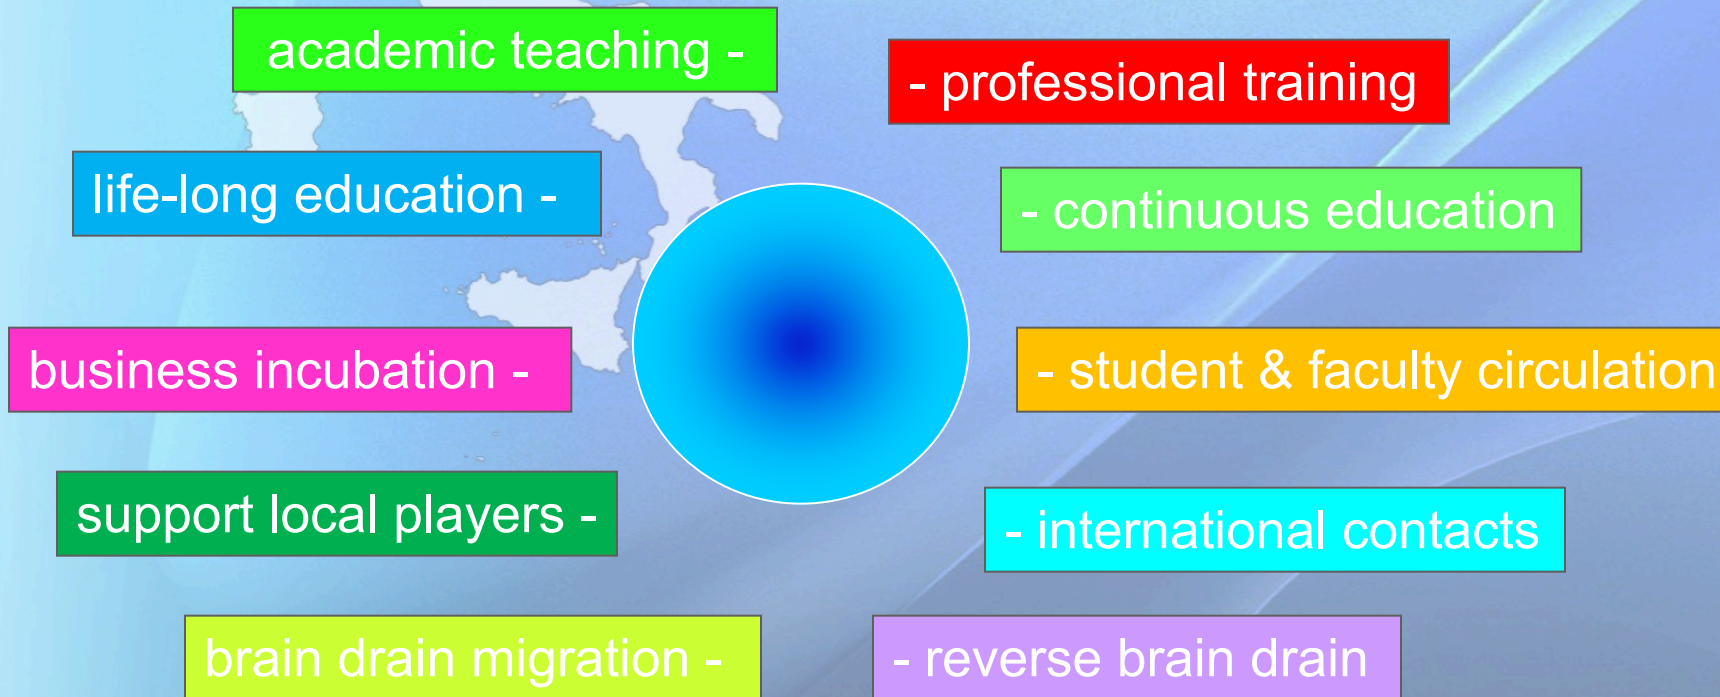 academic teaching -
- professional training
life-long education -
- continuous education
business incubation -
- student & faculty circulation
support local players -
- international contacts
brain drain migration -
- reverse brain drain